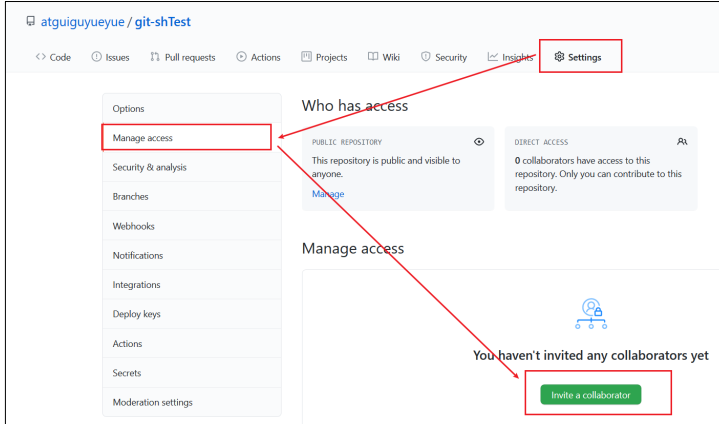 atguiguyueyue / git-shTest
Code Issues Pull requests Actions Projects Wiki Security Insights Settings
Options
Manage access
Security & analysis
Branches
Webhooks
Notifications
Integrations
Deploy keys
Actions
Secrets
Moderation settings
Who has access
PUBLIC REPOSITORY
This repository is public and visible to
anyone.
Manage
DIRECT ACCESS
0 collaborators have access to this
repository. Only you can contribute to this
repository.
Manage access
You haven't invited any collaborators yet
Invite a collaborator